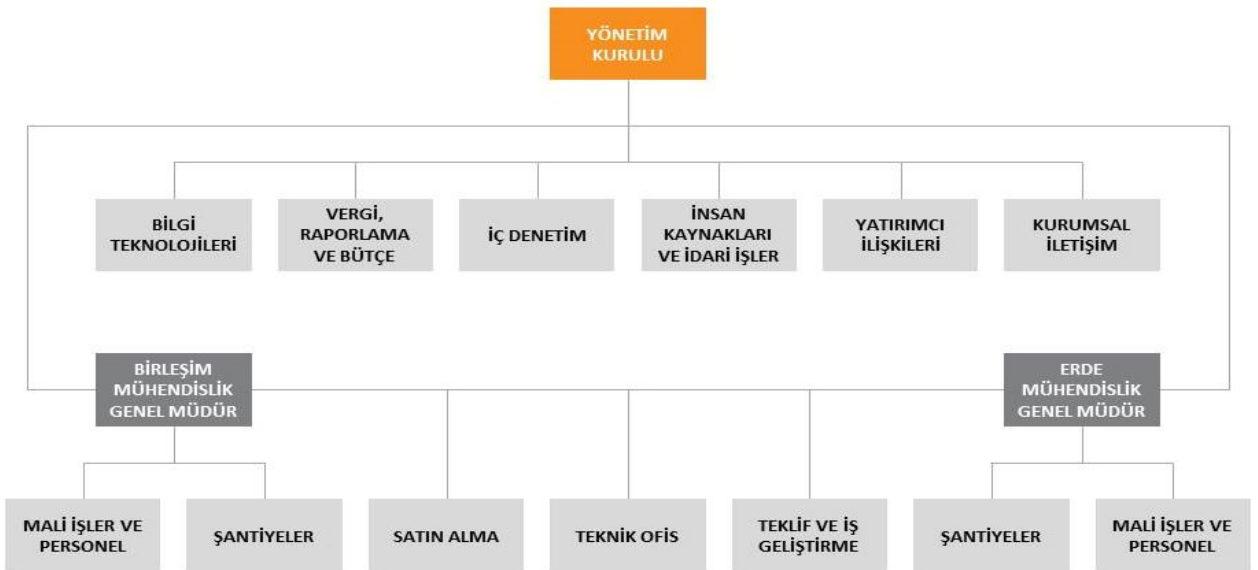 YÖNETİM
KURULU
BİLGİ
TEKNOLOJİLERİ
VERGİ,
RAPORLAMA
VE BÜTÇE
İÇ DENETİM
İNSAN
KAYNAKLARI
VE İDARİ İŞLER
YATIRIMCI
İLİŞKİLERİ
KURUMSAL
İLETİŞİM
BİRLEŞİM
MÜHENDİSLİK
GENEL MÜDÜR
ERDE
MÜHENDİSLİK
GENEL MÜDÜR
MALİ İŞLER VE
PERSONEL
ŞANTİYELER
SATIN ALMA
TEKNİK OFİS
TEKLİF VE İŞ
GELİŞTİRME
ŞANTİYELER
MALİ İŞLER VE
PERSONEL